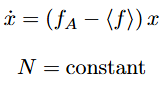 ẋ = (f_A − ⟨f⟩) x
N = constant